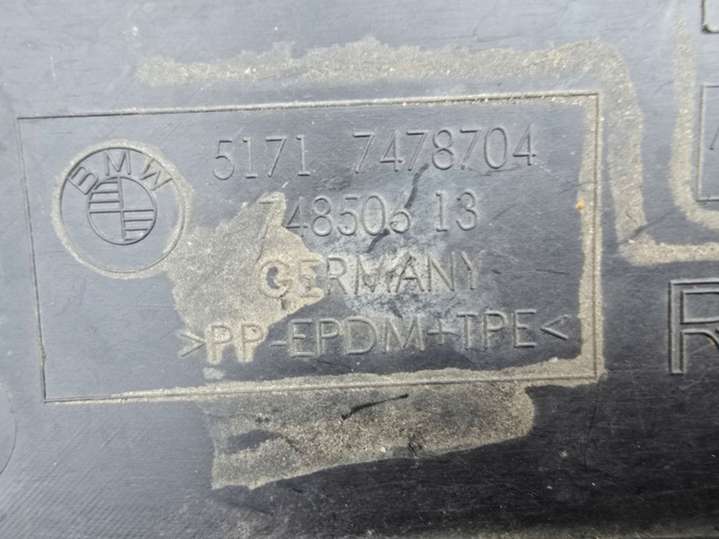 BMW
5171 7478704
748506 13
GERMANY
>PP-EPDM+TPE<
R